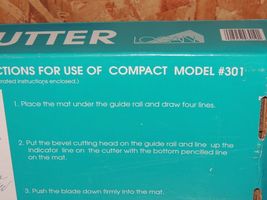 UTTER
LOGAN
CTIONS FOR USE OF COMPACT MODEL #301
rated instructions enclosed.)
1. Place the mat under the guide rail and draw four lines.
2. Put the bevel cutting head on the guide rail and line up the
indicator line on the cutter with the bottom pencilled line
on the mat.
3. Push the blade down firmly into the mat.